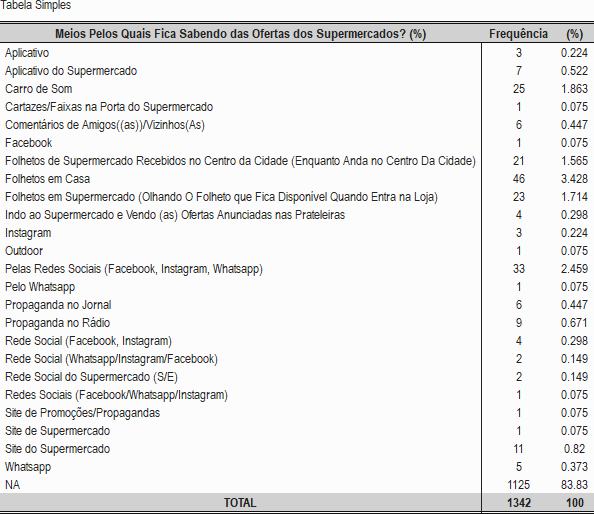 Tabela Simples
Meios Pelos Quais Fica Sabendo das Ofertas dos Supermercados? (%) Frequência (%)
Aplicativo 3 0.224
Aplicativo do Supermercado 7 0.522
Carro de Som 25 1.863
Cartazes/Faixas na Porta do Supermercado 1 0.075
Comentários de Amigos((as))/Vizinhos(As) 6 0.447
Facebook 1 0.075
Folhetos de Supermercado Recebidos no Centro da Cidade (Enquanto Anda no Centro Da Cidade) 21 1.565
Folhetos em Casa 46 3.428
Folhetos em Supermercado (Olhando O Folheto que Fica Disponível Quando Entra na Loja) 23 1.714
Indo ao Supermercado e Vendo (as) Ofertas Anunciadas nas Prateleiras 4 0.298
Instagram 3 0.224
Outdoor 1 0.075
Pelas Redes Sociais (Facebook, Instagram, Whatsapp) 33 2.459
Pelo Whatsapp 1 0.075
Propaganda no Jornal 6 0.447
Propaganda no Rádio 9 0.671
Rede Social (Facebook, Instagram) 4 0.298
Rede Social (Whatsapp/Instagram/Facebook) 2 0.149
Rede Social do Supermercado (S/E) 2 0.149
Redes Sociais (Facebook/Whatsapp/Instagram) 1 0.075
Site de Promoções/Propagandas 1 0.075
Site de Supermercado 1 0.075
Site do Supermercado 11 0.82
Whatsapp 5 0.373
NA 1125 83.83
TOTAL 1342 100